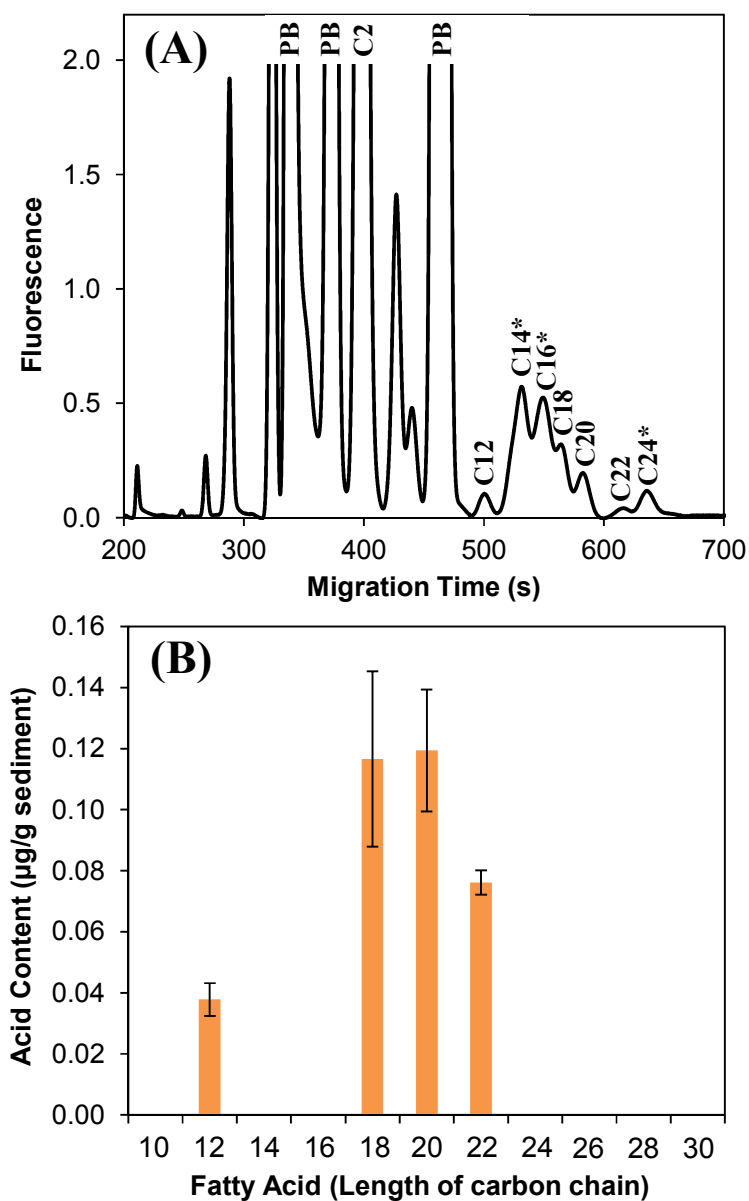 (A)
PB
PB
C2
PB
C14*
C16*
C18
C20
C12
C22
C24*
2.0
1.5
1.0
0.5
0.0
Fluorescence
200 300 400 500 600 700
Migration Time (s)
(B)
0.16
0.14
0.12
0.10
0.08
0.06
0.04
0.02
0.00
Acid Content (µg/g sediment)
10 12 14 16 18 20 22 24 26 28 30
Fatty Acid (Length of carbon chain)